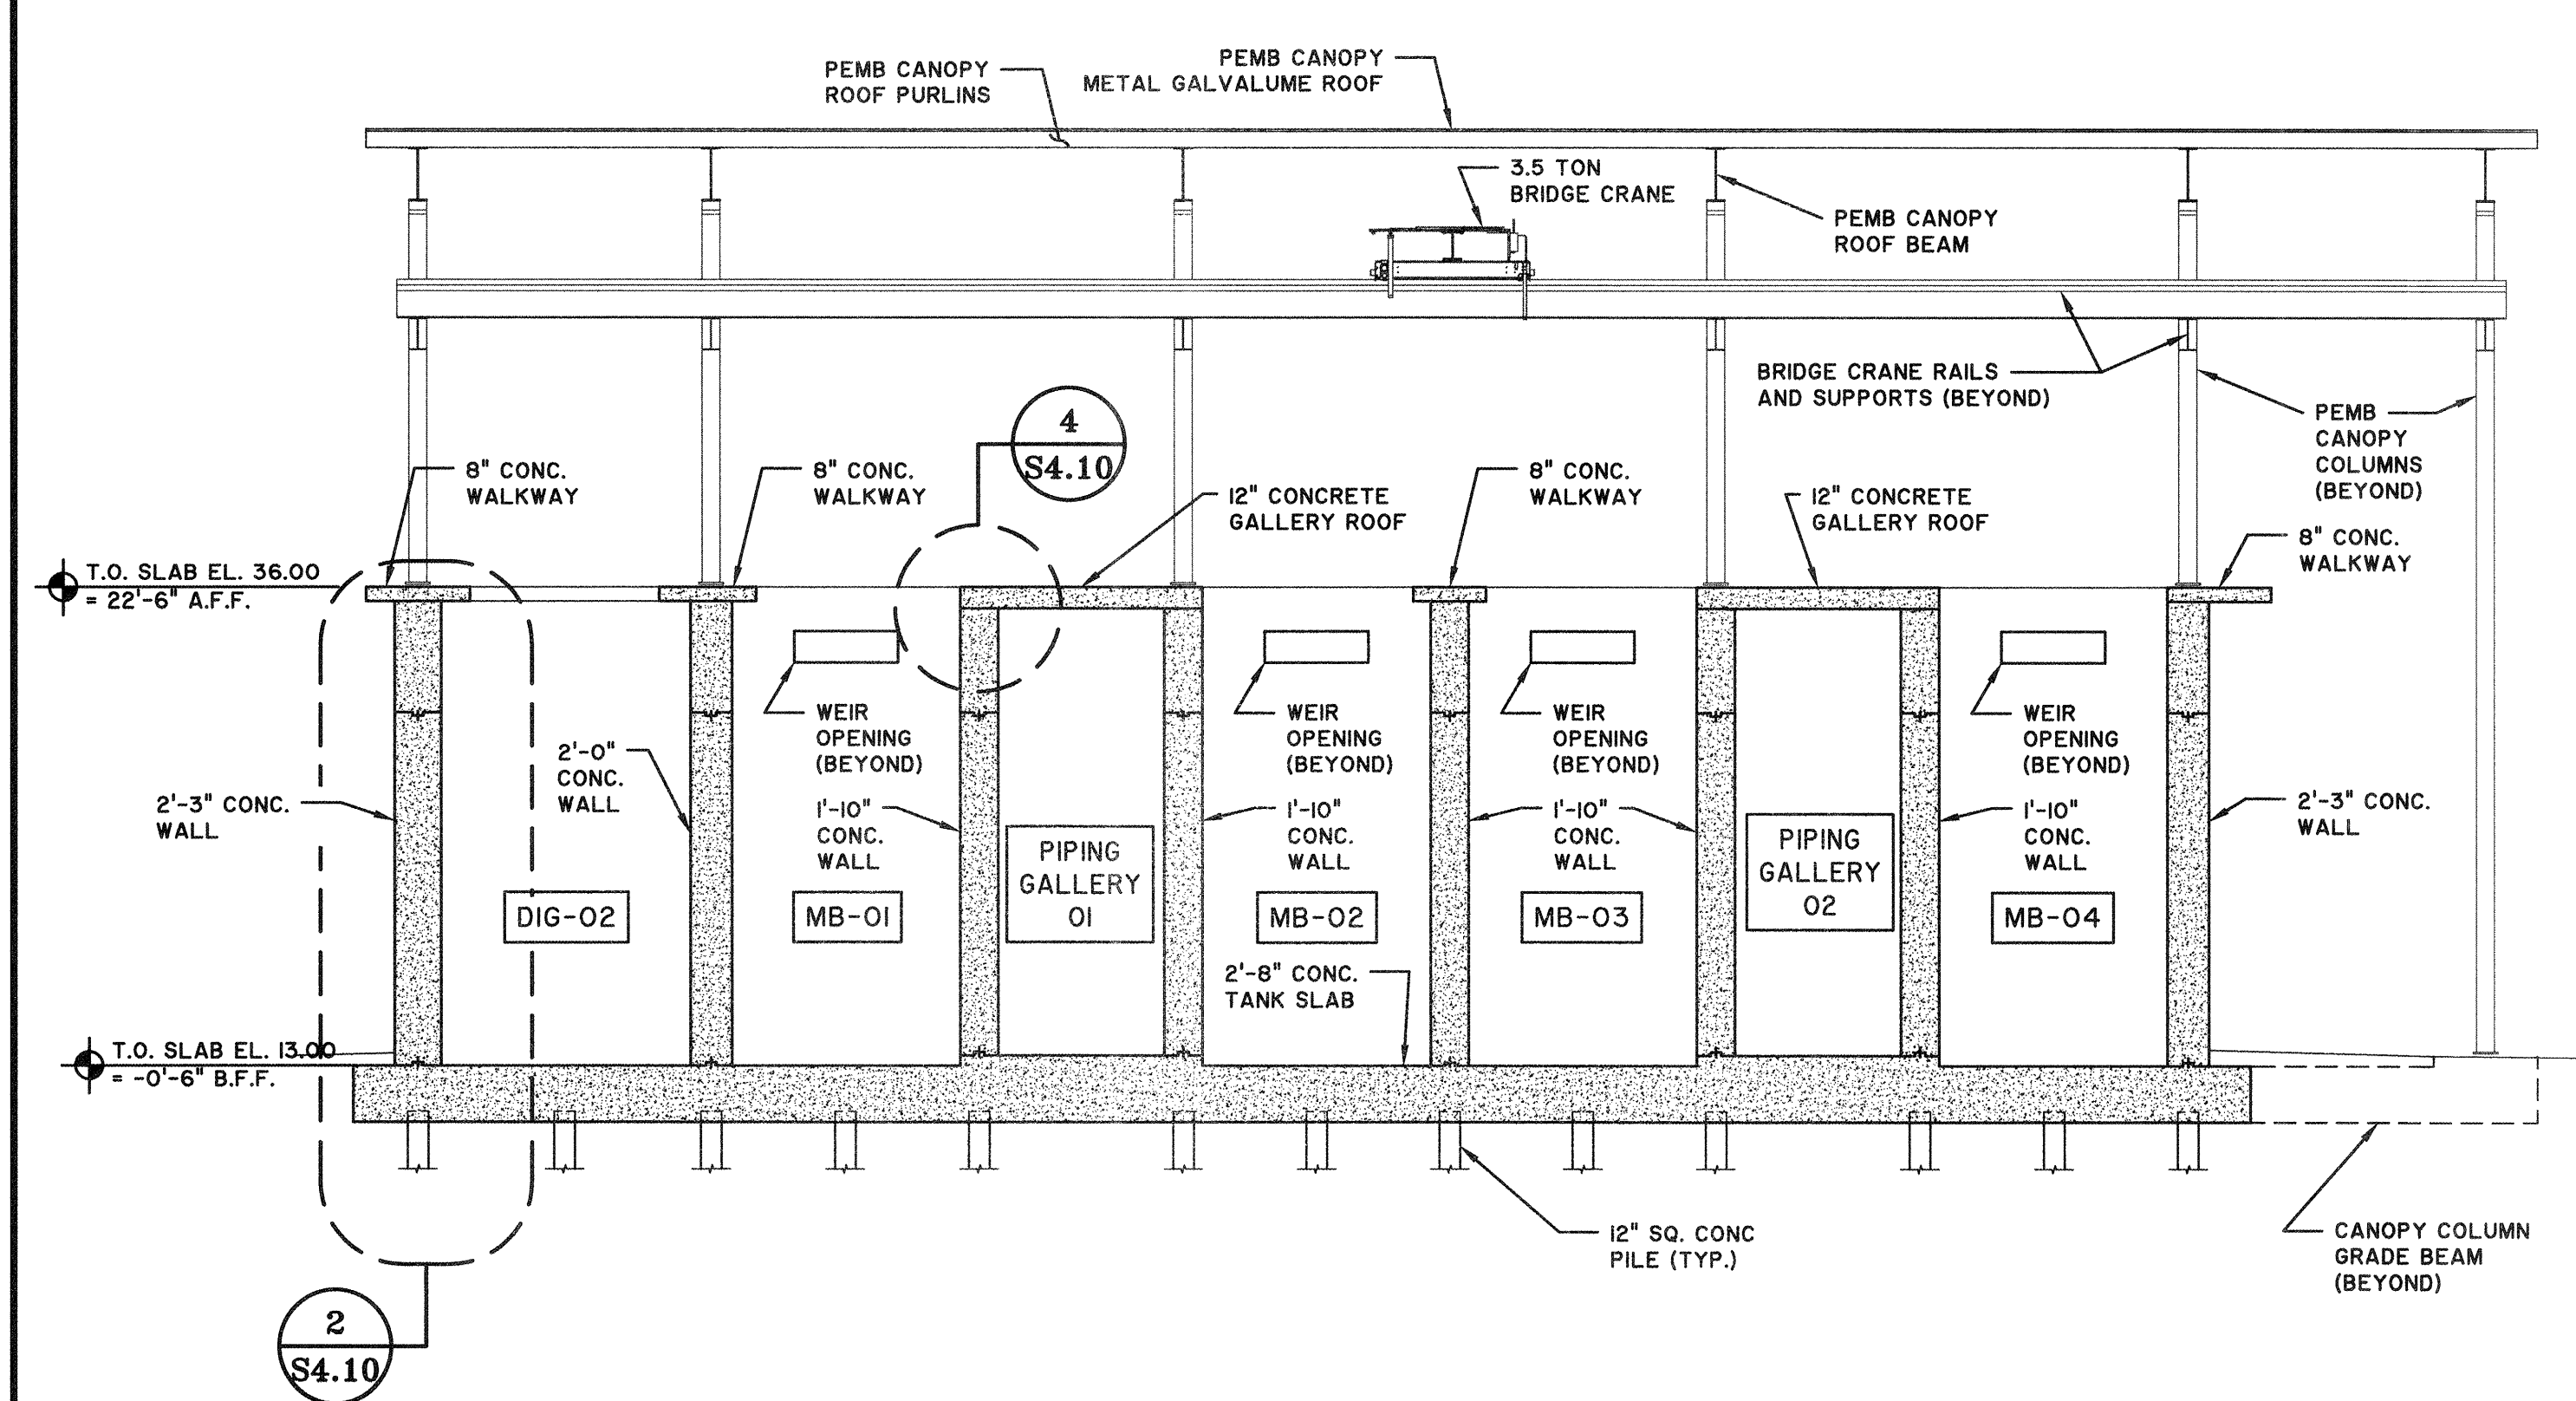 PEMB CANOPY
ROOF PURLINS
PEMB CANOPY
METAL GALVALUME ROOF
3.5 TON
BRIDGE CRANE
PEMB CANOPY
ROOF BEAM
BRIDGE CRANE RAILS
AND SUPPORTS (BEYOND)
PEMB
CANOPY
COLUMNS
(BEYOND)
4
S4.10
8" CONC.
WALKWAY
8" CONC.
WALKWAY
12" CONCRETE
GALLERY ROOF
8" CONC.
WALKWAY
12" CONCRETE
GALLERY ROOF
8" CONC.
WALKWAY
T.O. SLAB EL. 36.00
= 22'-6" A.F.F.
WEIR
OPENING
(BEYOND)
WEIR
OPENING
(BEYOND)
WEIR
OPENING
(BEYOND)
WEIR
OPENING
(BEYOND)
2'-3" CONC.
WALL
2'-0"
CONC.
WALL
1'-10"
CONC.
WALL
1'-10"
CONC.
WALL
1'-10"
CONC.
WALL
1'-10"
CONC.
WALL
2'-3" CONC.
WALL
DIG-02
MB-01
PIPING
GALLERY
01
MB-02
MB-03
PIPING
GALLERY
02
MB-04
2'-8" CONC.
TANK SLAB
T.O. SLAB EL. 13.00
= -0'-6" B.F.F.
12" SQ. CONC
PILE (TYP.)
CANOPY COLUMN
GRADE BEAM
(BEYOND)
2
S4.10